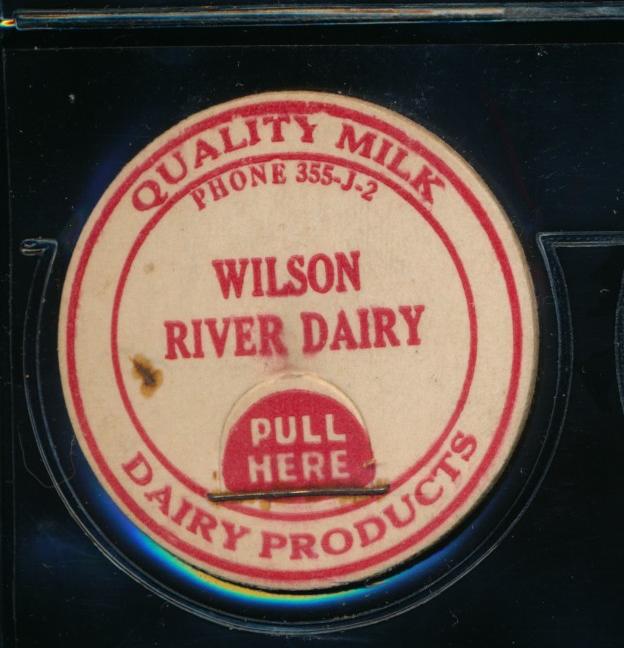 QUALITY MILK
PHONE 355-J-2
WILSON
RIVER DAIRY
PULL
HERE
DAIRY PRODUCTS